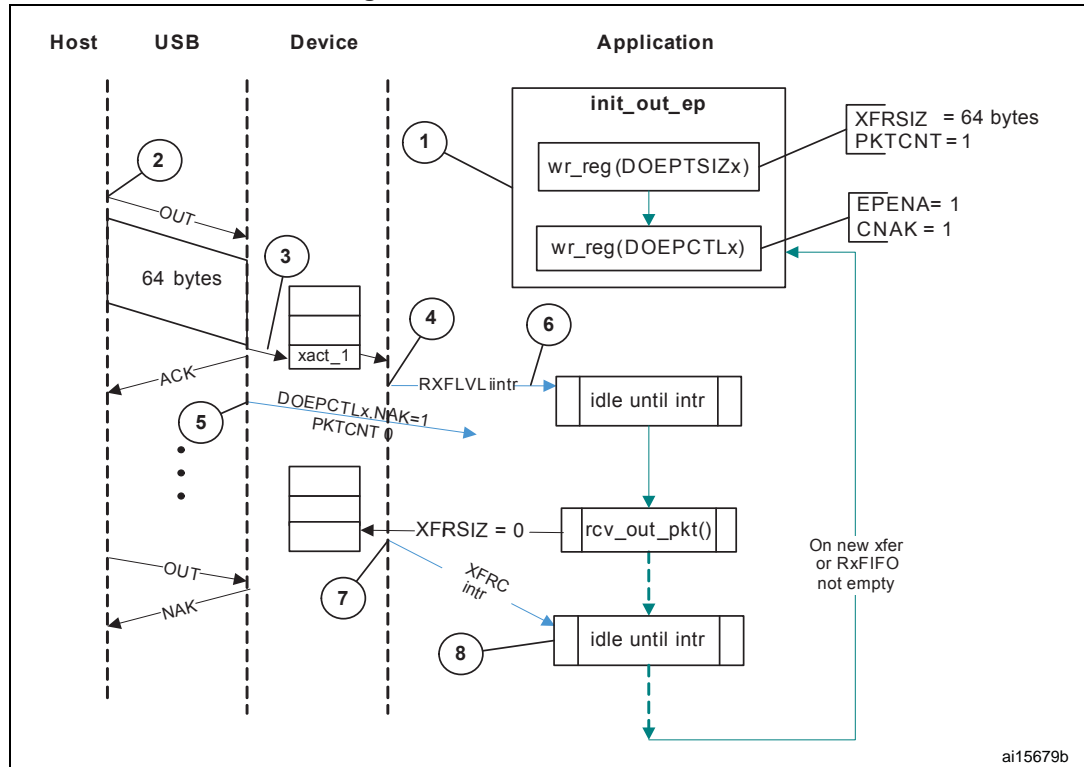 Host USB Device Application
init_out_ep
1
XFRSIZ = 64 bytes
PKTCNT = 1
wr_reg(DOEPTSIZx)
2
OUT
EPENA= 1
CNAK = 1
wr_reg(DOEPCTLx)
3
64 bytes
4
6
xact_1
ACK
RXFLVL iintr
idle until intr
5
DOEPCTLx.NAK=1
PKTCNT 0
XFRSIZ = 0
rcv_out_pkt()
On new xfer
or RxFIFO
not empty
OUT
7
XFRC
intr
NAK
8
idle until intr
ai15679b